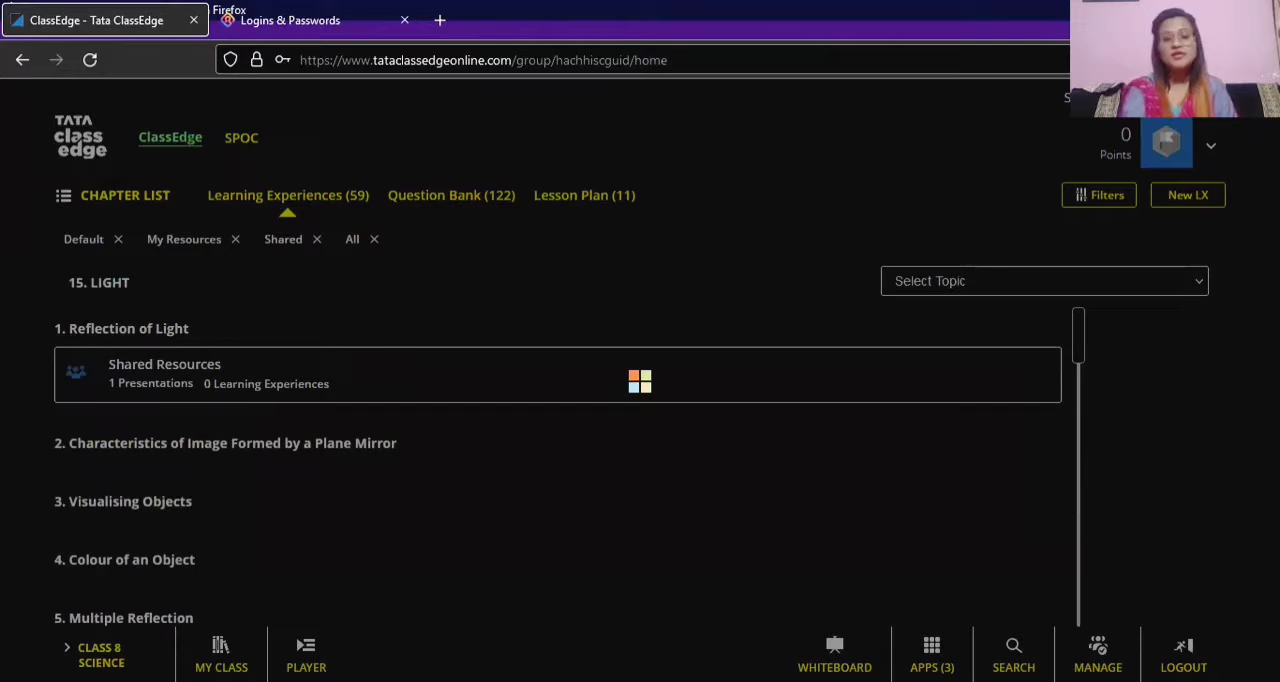 Firefox
ClassEdge - Tata ClassEdge
Logins & Passwords
https://www.tataclassedgeonline.com/group/hachhiscguid/home
S
TATA
class
edge
ClassEdge
SPOC
0
Points
CHAPTER LIST
Learning Experiences (59)
Question Bank (122)
Lesson Plan (11)
Filters
New LX
Default
My Resources
Shared
All
15. LIGHT
Select Topic
1. Reflection of Light
Shared Resources
1 Presentations 0 Learning Experiences
2. Characteristics of Image Formed by a Plane Mirror
3. Visualising Objects
4. Colour of an Object
5. Multiple Reflection
CLASS 8
SCIENCE
MY CLASS
PLAYER
WHITEBOARD
APPS (3)
SEARCH
MANAGE
LOGOUT